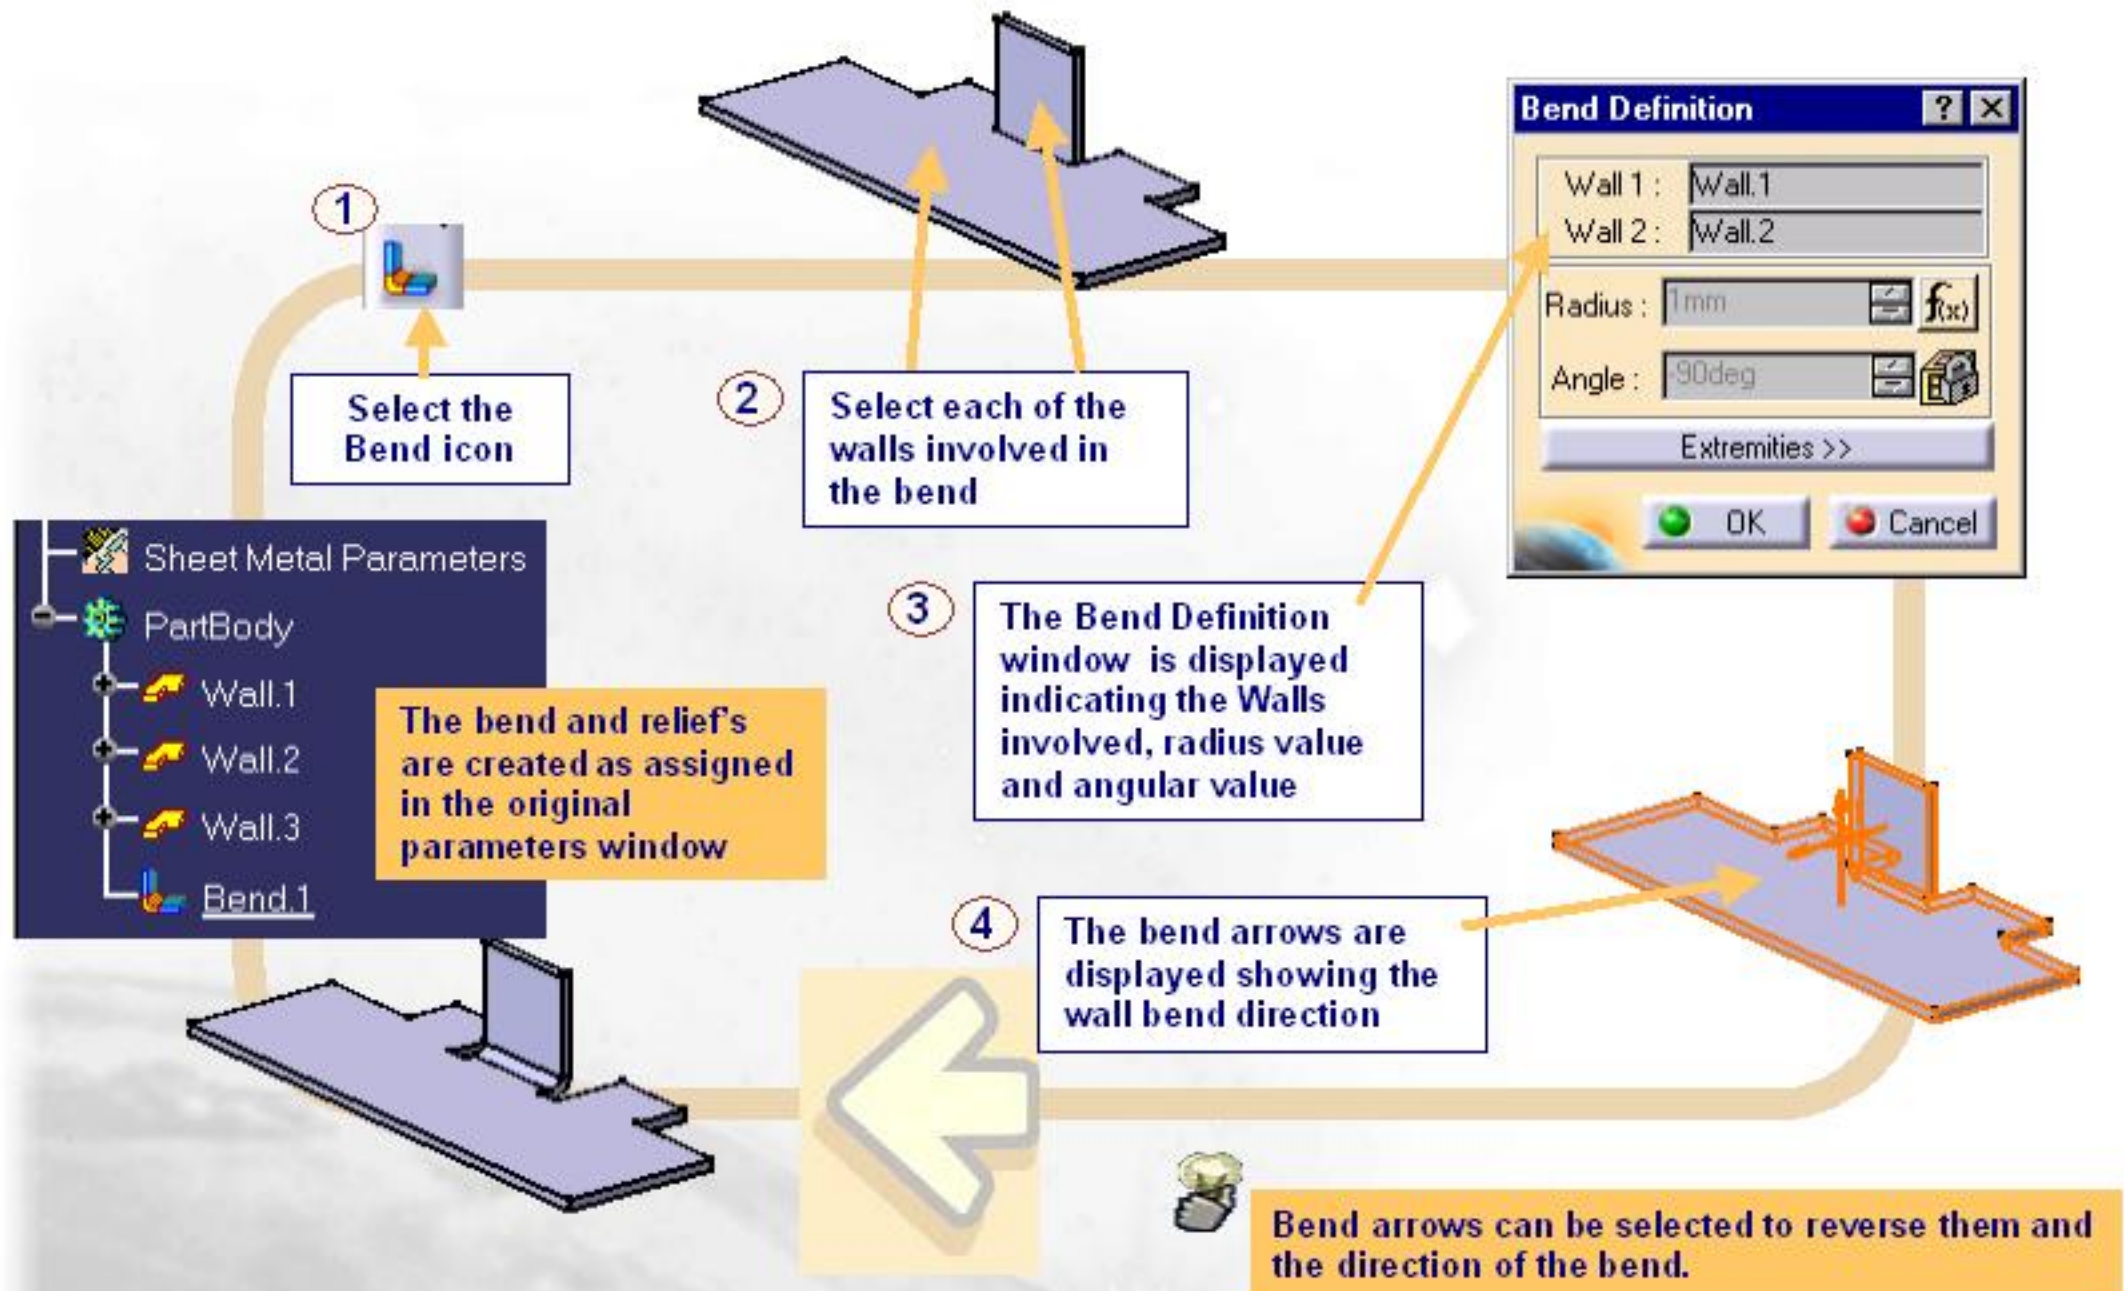 1
Select the
Bend icon
2
Select each of the
walls involved in
the bend
Bend Definition
? X
Wall 1 : Wall.1
Wall 2 : Wall.2
Radius : 1mm
f(x)
Angle : -90deg
Extremities >>
OK
Cancel
3
The Bend Definition
window is displayed
indicating the Walls
involved, radius value
and angular value
4
The bend arrows are
displayed showing the
wall bend direction
Sheet Metal Parameters
PartBody
Wall.1
Wall.2
Wall.3
Bend.1
The bend and relief's
are created as assigned
in the original
parameters window
Bend arrows can be selected to reverse them and
the direction of the bend.